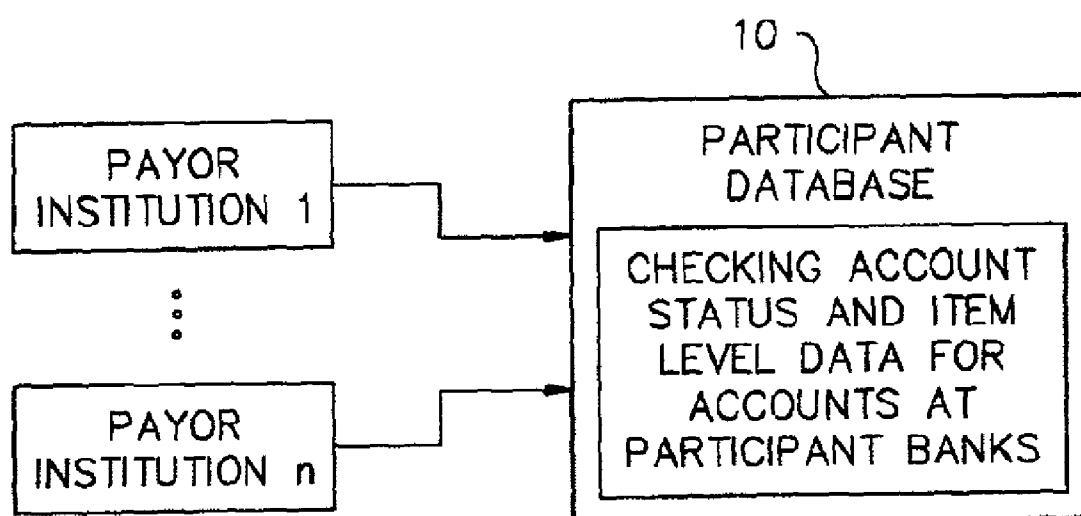 10
PAYOR
INSTITUTION 1
PAYOR
INSTITUTION n
PARTICIPANT
DATABASE
CHECKING ACCOUNT
STATUS AND ITEM
LEVEL DATA FOR
ACCOUNTS AT
PARTICIPANT BANKS